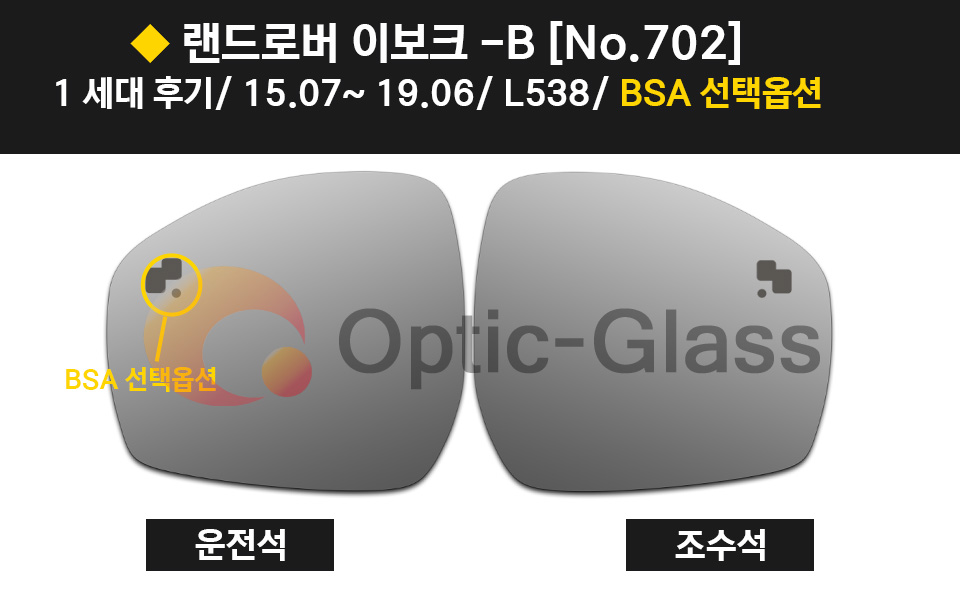 ◆ 랜드로버 이보크 -B [No.702]
1 세대 후기/ 15.07~ 19.06/ L538/ BSA 선택옵션
Optic-Glass
BSA 선택옵션
운전석
조수석